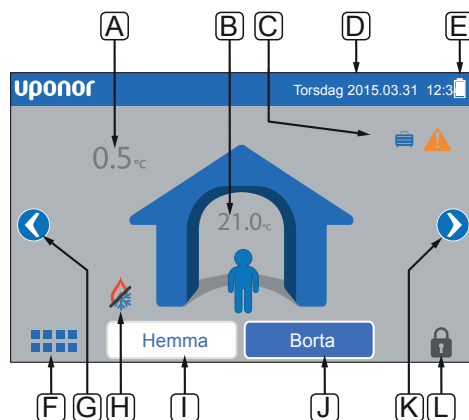 A B C D E
uponor Torsdag 2015.03.31 12:3
0.5°C
21.0°C
Hemma Borta
F G H I J K L